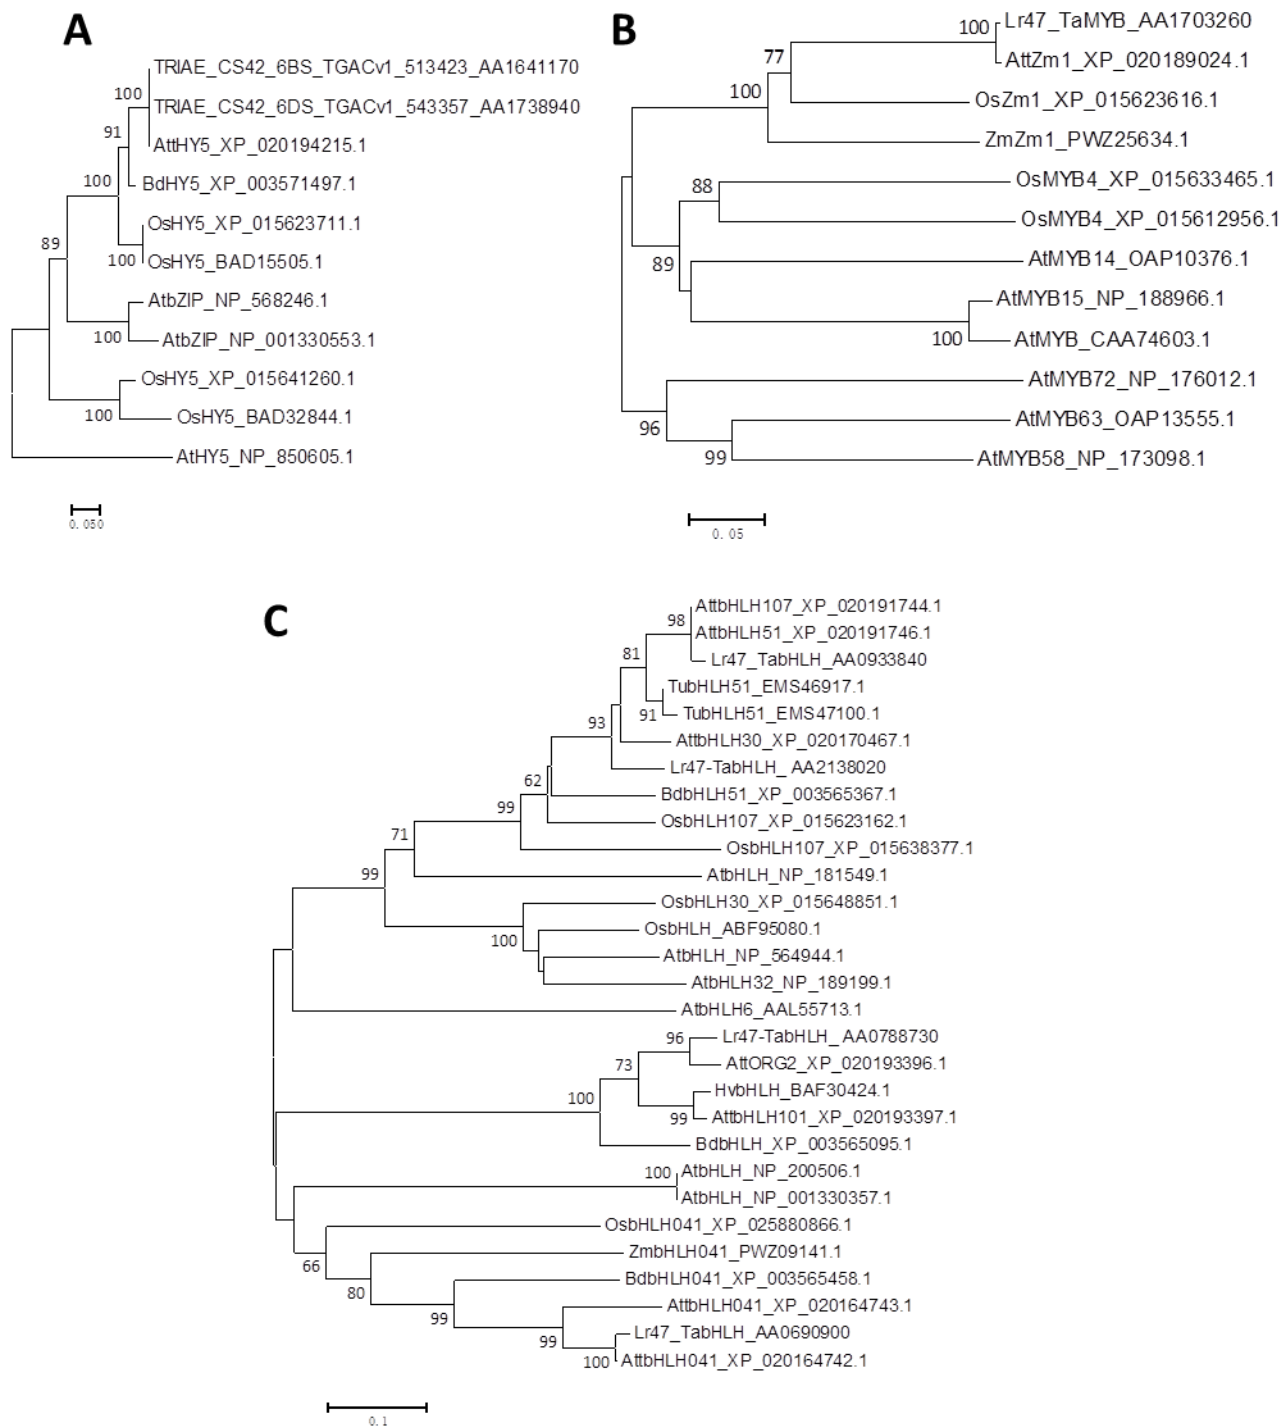 A
TRIAE_CS42_6BS_TGACv1_513423_AA1641170
100
TRIAE_CS42_6DS_TGACv1_543357_AA1738940
91
AttHY5_XP_020194215.1
100
BdHY5_XP_003571497.1
OsHY5_XP_015623711.1
89
100
OsHY5_BAD15505.1
AtbZIP_NP_568246.1
100
AtbZIP_NP_001330553.1
OsHY5_XP_015641260.1
100
OsHY5_BAD32844.1
AtHY5_NP_850605.1
0.050
B
100
Lr47_TaMYB_AA1703260
77
AttZm1_XP_020189024.1
100
OsZm1_XP_015623616.1
ZmZm1_PWZ25634.1
88
OsMYB4_XP_015633465.1
OsMYB4_XP_015612956.1
89
AtMYB14_OAP10376.1
AtMYB15_NP_188966.1
100
AtMYB_CAA74603.1
AtMYB72_NP_176012.1
96
AtMYB63_OAP13555.1
99
AtMYB58_NP_173098.1
0.05
C
AttbHLH107_XP_020191744.1
98
AttbHLH51_XP_020191746.1
81
Lr47_TabHLH_AA0933840
TubHLH51_EMS46917.1
91
TubHLH51_EMS47100.1
93
AttbHLH30_XP_020170467.1
Lr47-TabHLH_ AA2138020
62
BdbHLH51_XP_003565367.1
99
OsbHLH107_XP_015623162.1
71
OsbHLH107_XP_015638377.1
99
AtbHLH_NP_181549.1
OsbHLH30_XP_015648851.1
100
OsbHLH_ABF95080.1
AtbHLH_NP_564944.1
AtbHLH32_NP_189199.1
AtbHLH6_AAL55713.1
96
Lr47-TabHLH_ AA0788730
73
AttORG2_XP_020193396.1
100
HvbHLH_BAF30424.1
99
AttbHLH101_XP_020193397.1
BdbHLH_XP_003565095.1
100
AtbHLH_NP_200506.1
AtbHLH_NP_001330357.1
OsbHLH041_XP_025880866.1
66
ZmbHLH041_PWZ09141.1
80
BdbHLH041_XP_003565458.1
99
AttbHLH041_XP_020164743.1
99
Lr47_TabHLH_AA0690900
100
AttbHLH041_XP_020164742.1
0.1